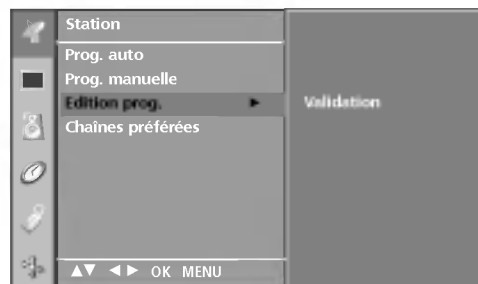 Station
Prog. auto
Prog. manuelle
Edition prog. ►
Validation
Chaînes préférées
▲▼ ◄► OK MENU